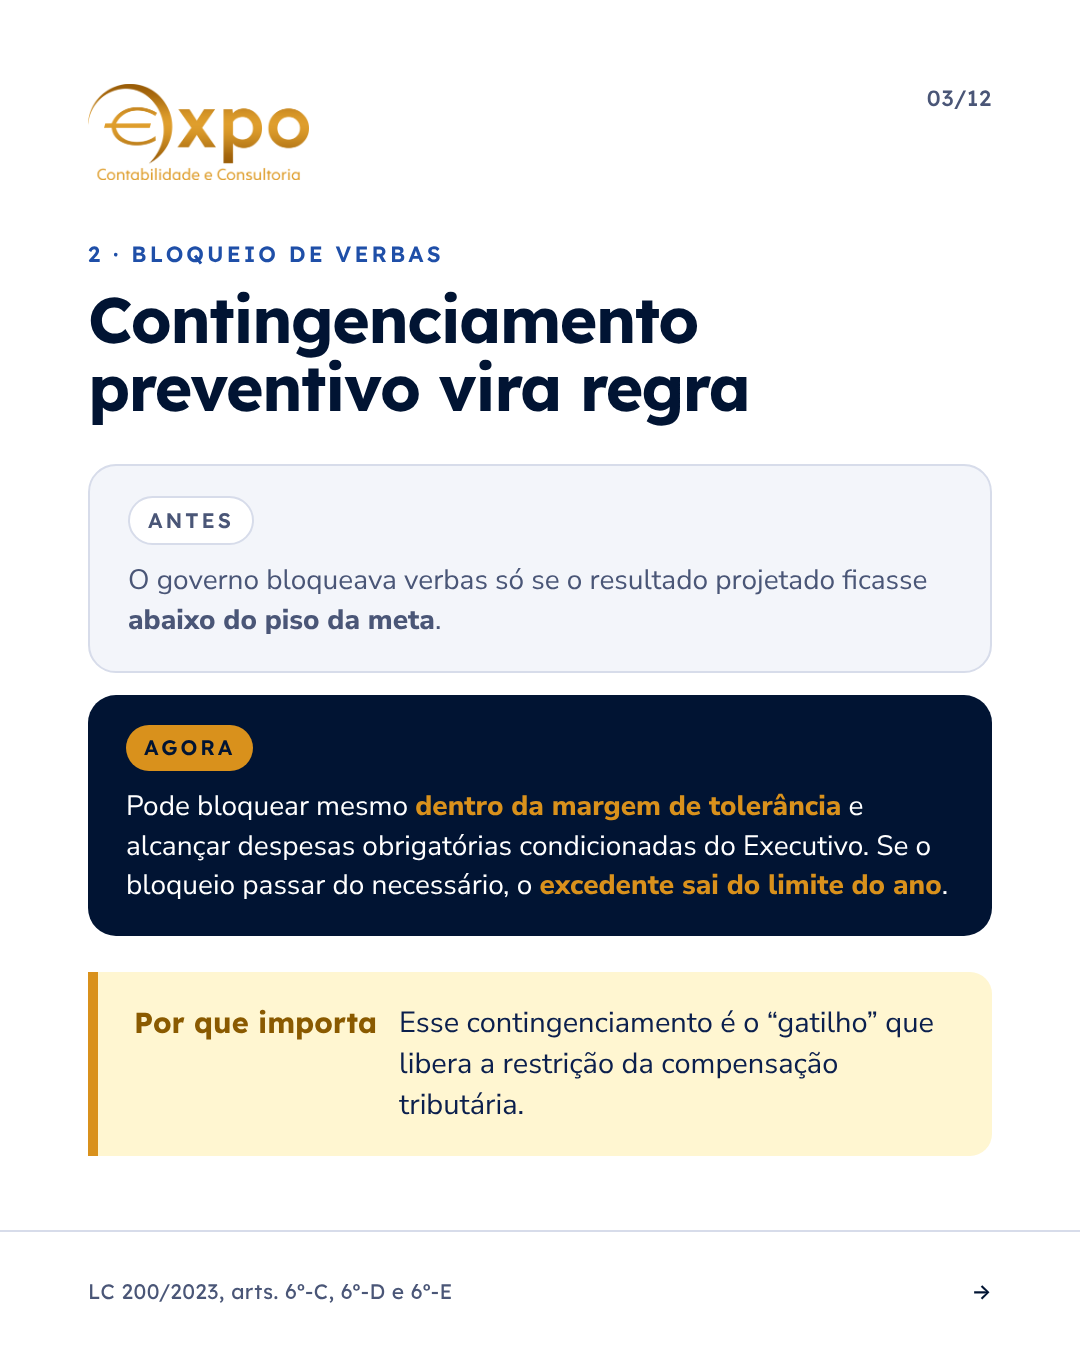 Expo
Contabilidade e Consultoria
03/12
2 · BLOQUEIO DE VERBAS
Contingenciamento
preventivo vira regra
ANTES
O governo bloqueava verbas só se o resultado projetado ficasse
abaixo do piso da meta.
AGORA
Pode bloquear mesmo dentro da margem de tolerância e
alcançar despesas obrigatórias condicionadas do Executivo. Se o
bloqueio passar do necessário, o excedente sai do limite do ano.
Por que importa
Esse contingenciamento é o “gatilho” que
libera a restrição da compensação
tributária.
LC 200/2023, arts. 6º-C, 6º-D e 6º-E
→